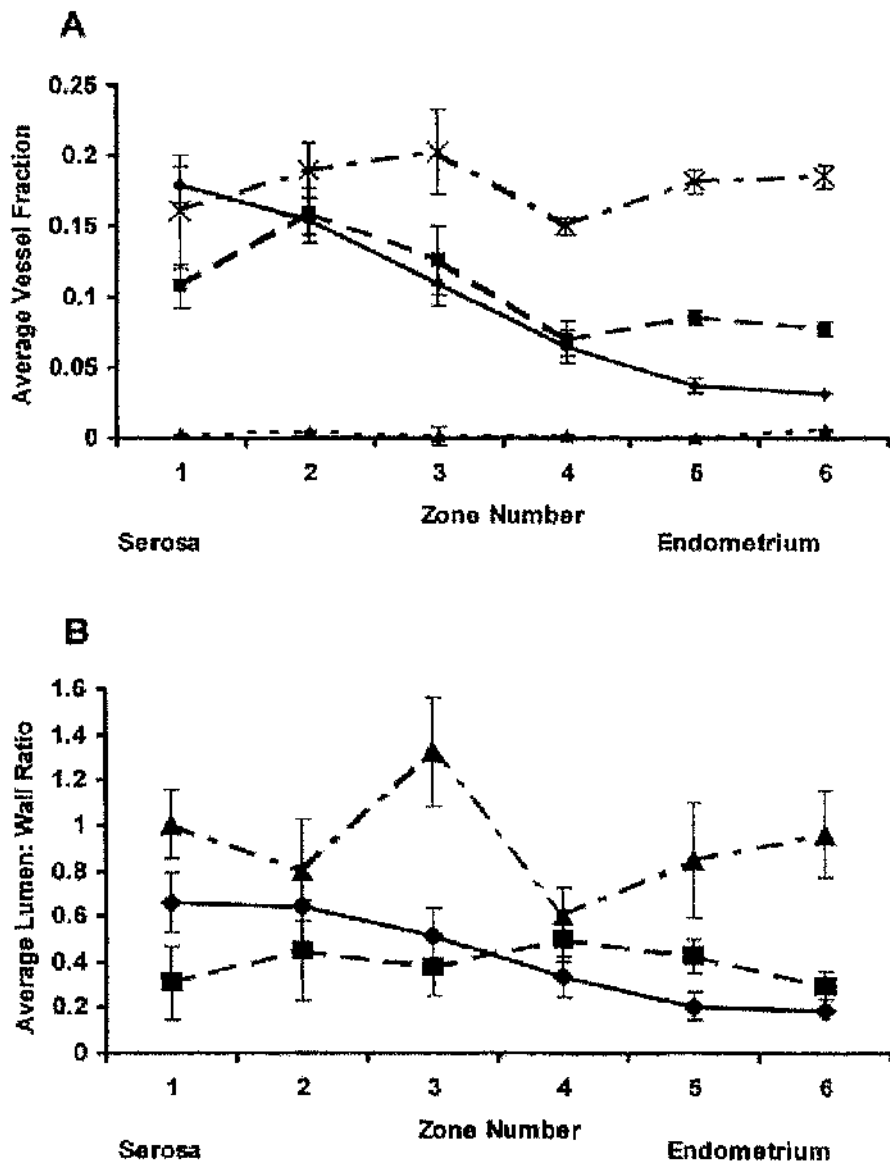 A
Average Vessel Fraction
0.25
0.2
0.15
0.1
0.05
0
1 2 3 4 5 6
Zone Number
Serosa Endometrium
B
Average Lumen: Wall Ratio
1.6
1.4
1.2
1
0.8
0.6
0.4
0.2
0
1 2 3 4 5 6
Zone Number
Serosa Endometrium